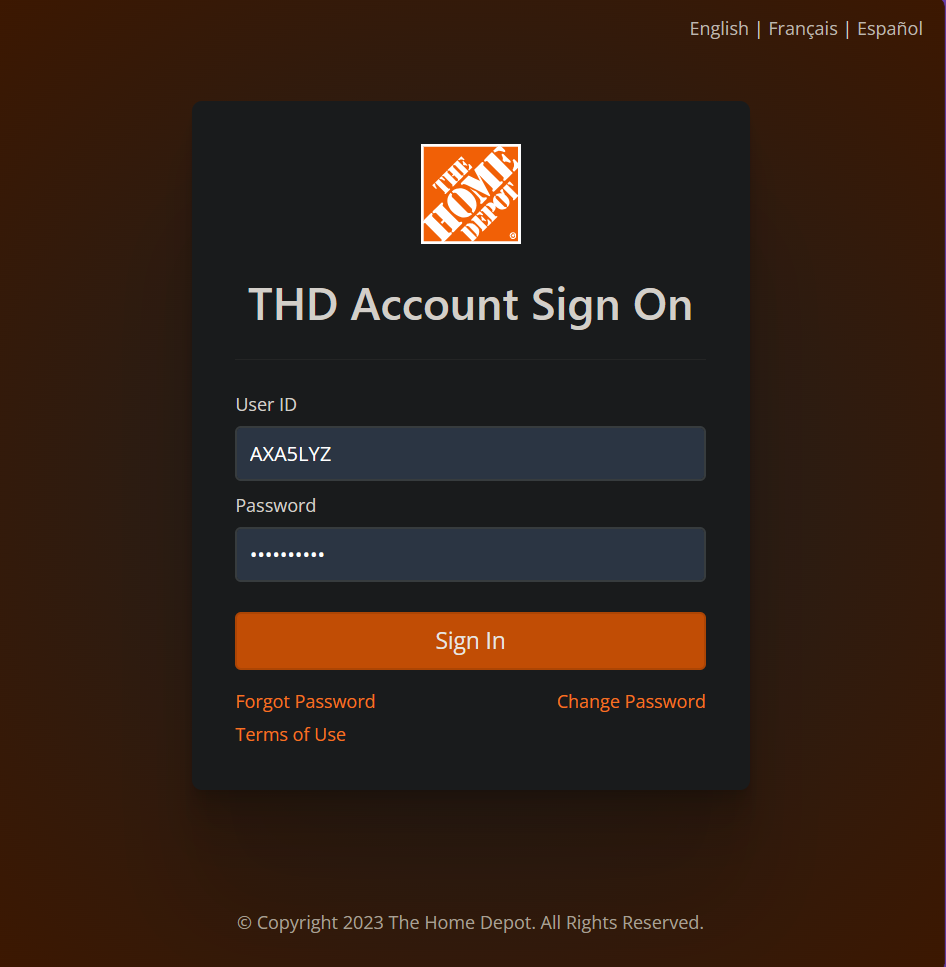 English | Français | Español
THE
HOME
DEPOT
®
THD Account Sign On
User ID
AXA5LYZ
Password
••••••••••
Sign In
Forgot Password Change Password
Terms of Use
© Copyright 2023 The Home Depot. All Rights Reserved.